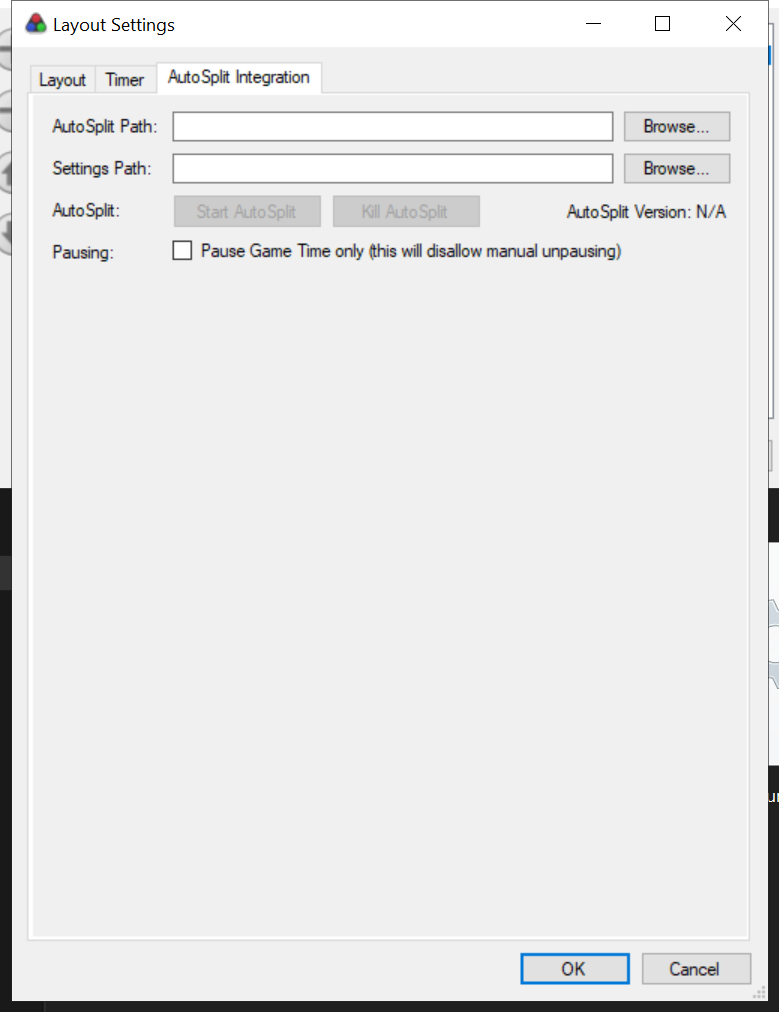 Layout Settings
Layout Timer AutoSplit Integration
AutoSplit Path: Browse...
Settings Path: Browse...
AutoSplit: Start AutoSplit Kill AutoSplit AutoSplit Version: N/A
Pausing: Pause Game Time only (this will disallow manual unpausing)
OK Cancel